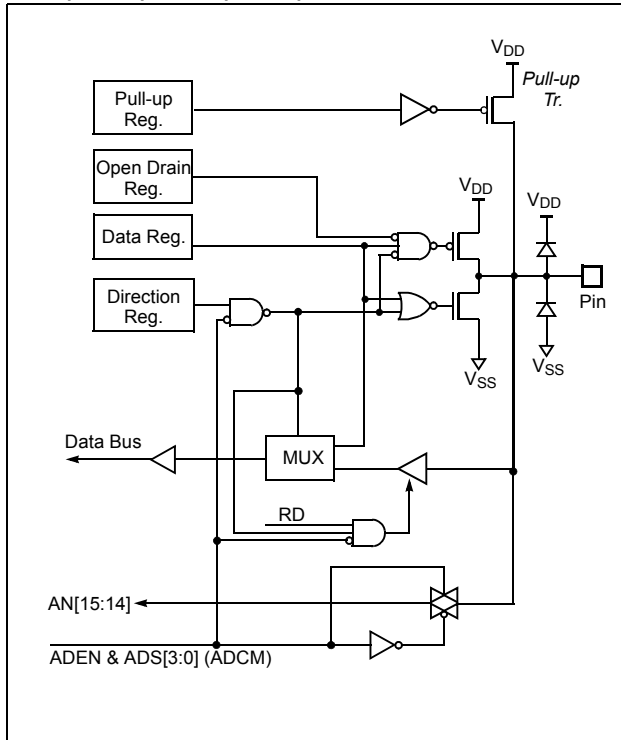 VDD
Pull-up
Tr.
Pull-up
Reg.
Open Drain
Reg.
VDD
VDD
Data Reg.
Direction
Reg.
Pin
VSS
VSS
Data Bus
MUX
RD
AN[15:14]
ADEN & ADS[3:0] (ADCM)